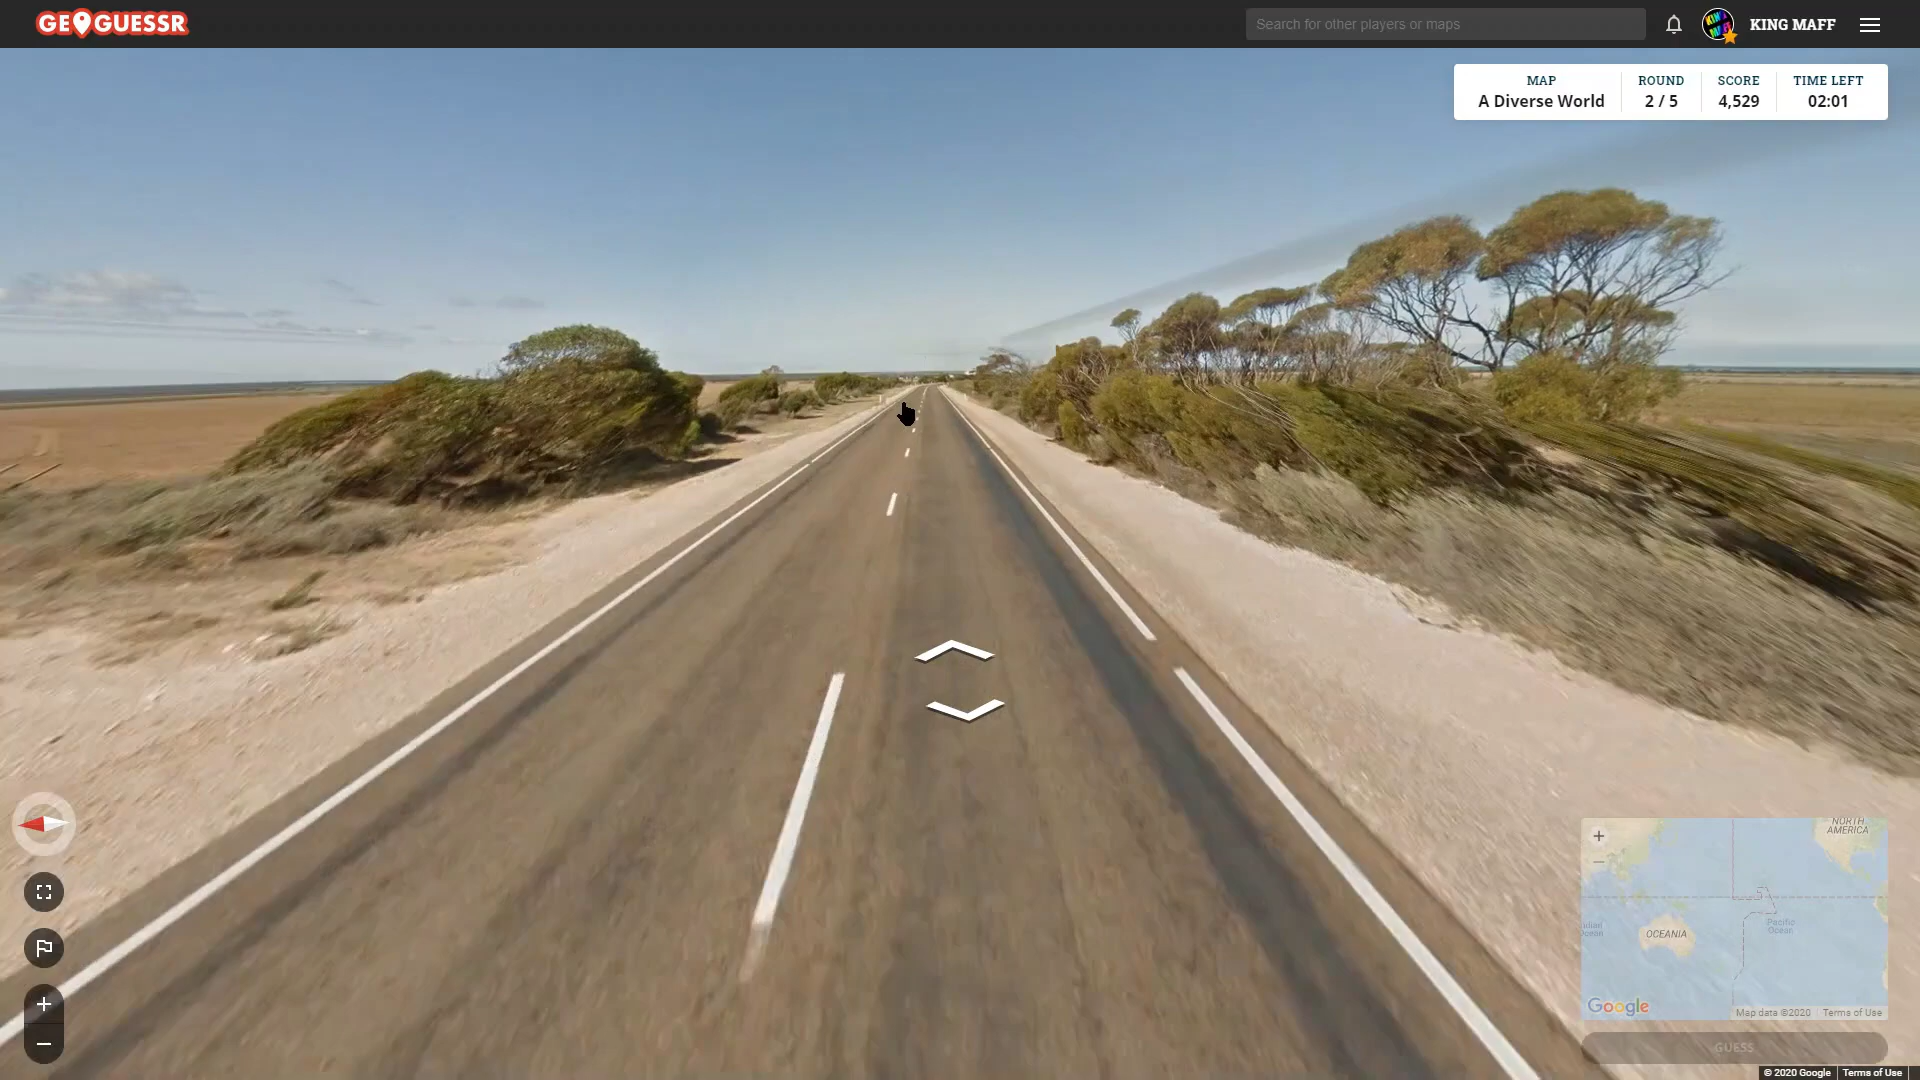 GEOGUESSR
Search for other players or maps
KING MAFF
MAP
A Diverse World
ROUND
2 / 5
SCORE
4,529
TIME LEFT
02:01
NORTH
AMERICA
OCEANIA
Pacific
Ocean
Indian
Ocean
Google
Map data ©2020
Terms of Use
GUESS
© 2020 Google
Terms of Use